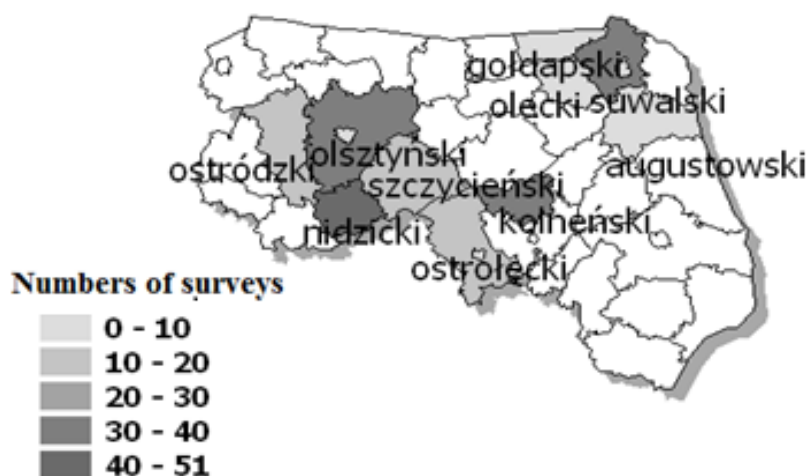 gołdapski
olecki suwalski
ostródzki olsztyński augustowski
szczycieński
nidzicki kolneński
ostrołęcki
Numbers of surveys
0 - 10
10 - 20
20 - 30
30 - 40
40 - 51